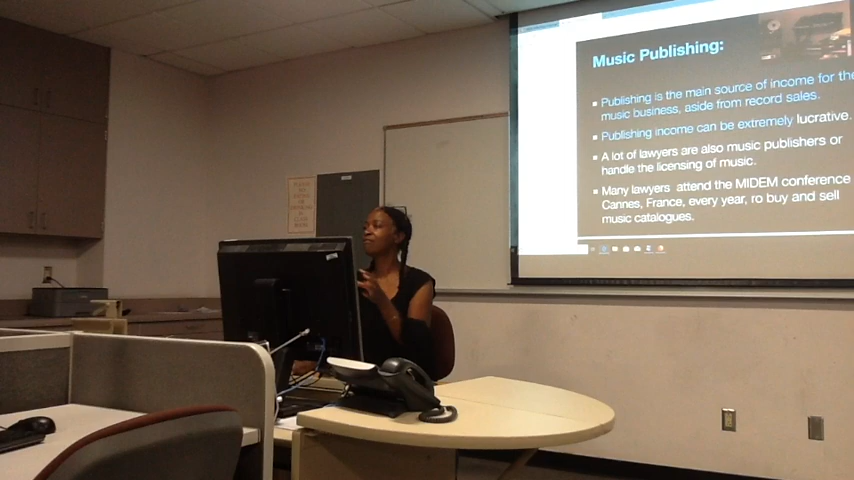 Music Publishing:
Publishing is the main source of income for the
music business, aside from record sales.
Publishing income can be extremely lucrative.
A lot of lawyers are also music publishers or
handle the licensing of music.
Many lawyers attend the MIDEM conference
Cannes, France, every year, ro buy and sell
music catalogues.